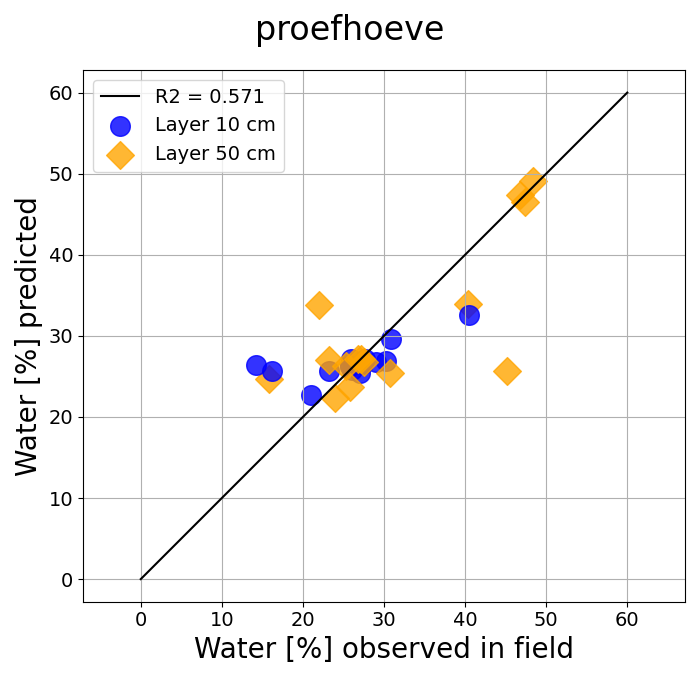 proefhoeve
R2 = 0.571
Layer 10 cm
Layer 50 cm
Water [%] predicted
60
50
40
30
20
10
0
0 10 20 30 40 50 60
Water [%] observed in field